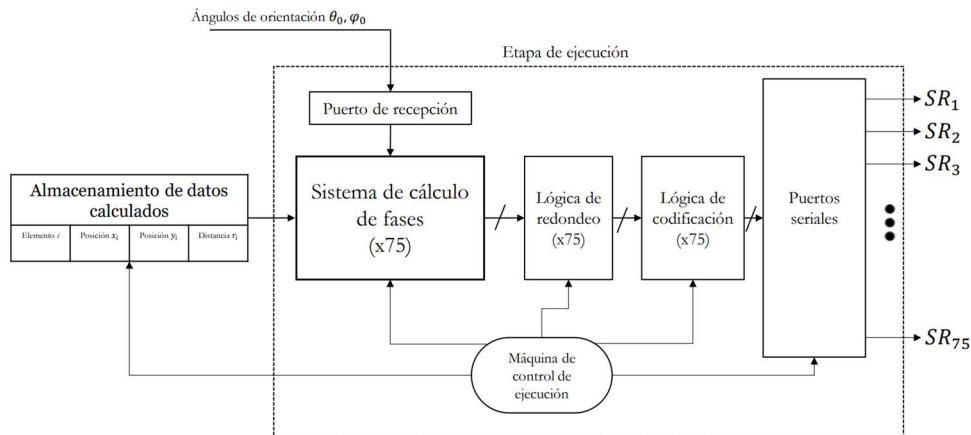 Ángulos de orientación θ₀, φ₀
Etapa de ejecución
Puerto de recepción
Almacenamiento de datos
calculados
Elemento i
Posición xᵢ
Posición yᵢ
Distancia rᵢ
Sistema de cálculo
de fases
(x75)
Lógica de
redondeo
(x75)
Lógica de
codificación
(x75)
Puertos
seriales
SR₁
SR₂
SR₃
SR₇₅
Máquina de
control de
ejecución